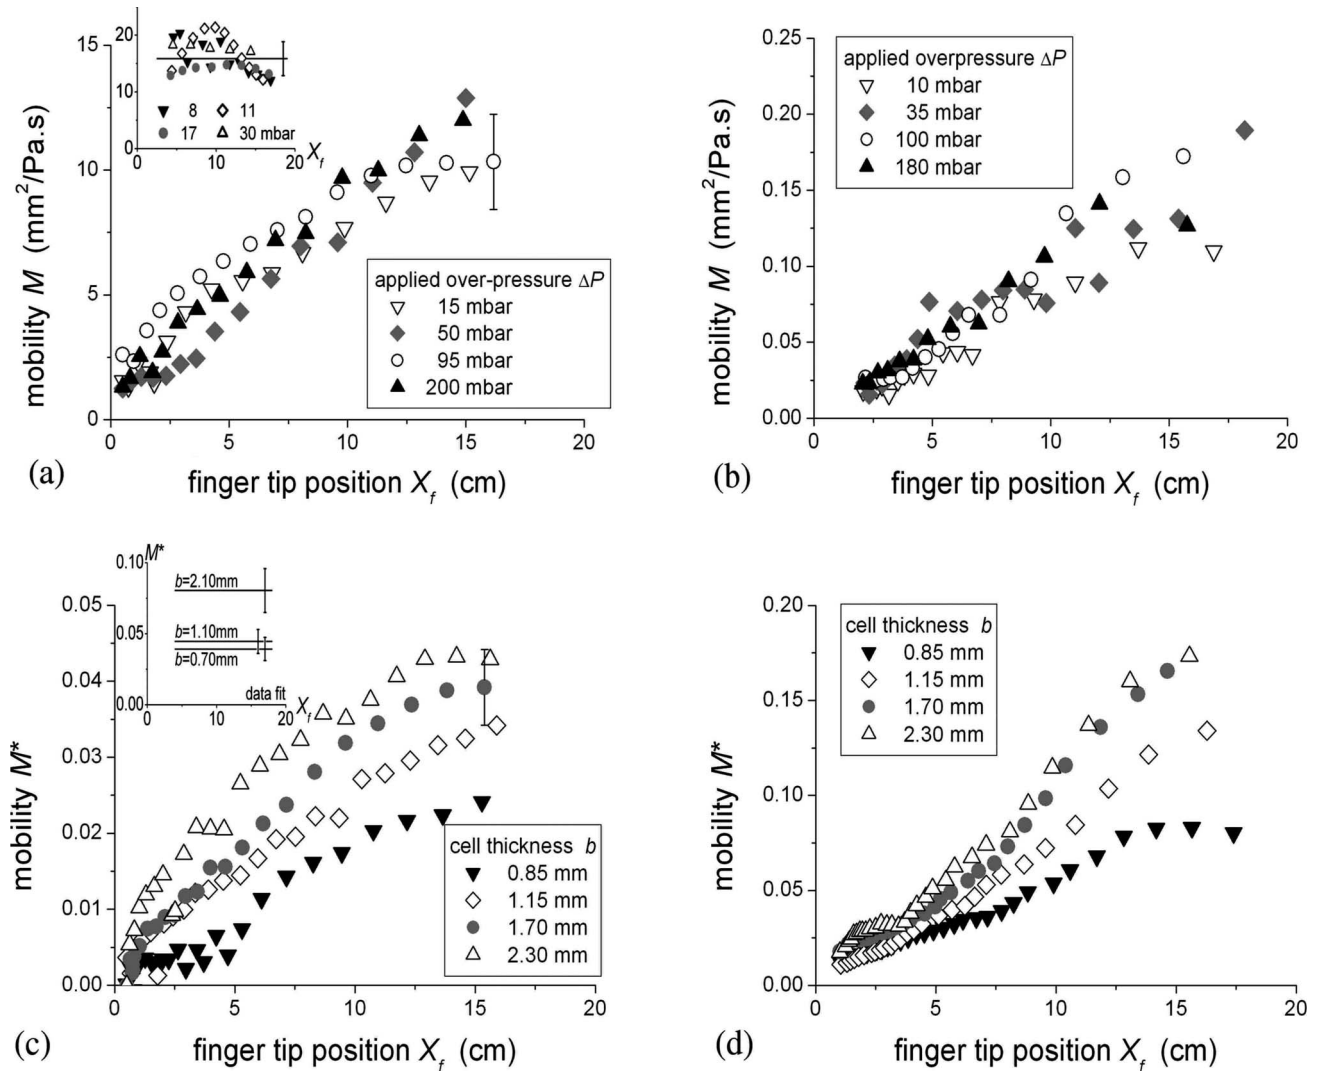 mobility M (mm²/Pa.s)
15
10
5
0
0 5 10 15 20
finger tip position X_f (cm)
(a)
20
10
0
0 10 20
X_f
8 11
17 30 mbar
applied over-pressure ΔP
15 mbar
50 mbar
95 mbar
200 mbar
mobility M (mm²/Pa.s)
0.25
0.20
0.15
0.10
0.05
0.00
0 5 10 15 20
finger tip position X_f (cm)
(b)
applied overpressure ΔP
10 mbar
35 mbar
100 mbar
180 mbar
mobility M*
0.05
0.04
0.03
0.02
0.01
0.00
0 5 10 15 20
finger tip position X_f (cm)
(c)
M*
0.10
0.05
0.00
b=2.10mm
b=1.10mm
b=0.70mm
data fit
0 10 20
X_f
cell thickness b
0.85 mm
1.15 mm
1.70 mm
2.30 mm
mobility M*
0.20
0.15
0.10
0.05
0.00
0 5 10 15 20
finger tip position X_f (cm)
(d)
cell thickness b
0.85 mm
1.15 mm
1.70 mm
2.30 mm